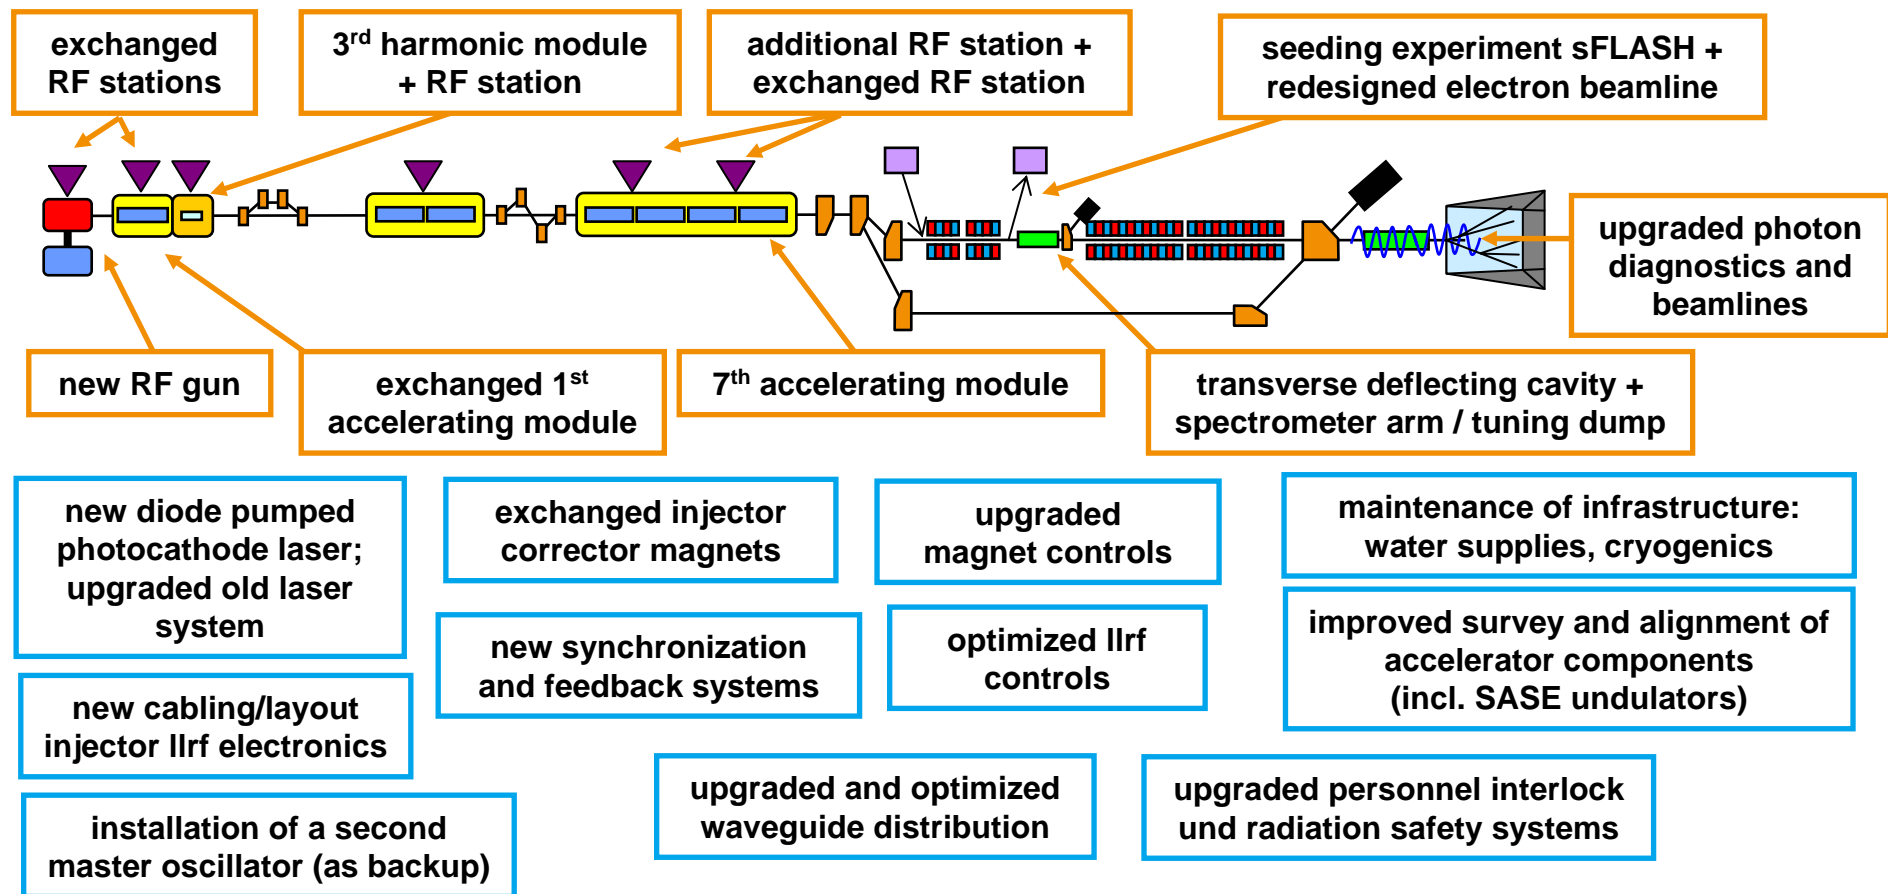 exchanged
RF stations
3rd harmonic module
+ RF station
additional RF station +
exchanged RF station
seeding experiment sFLASH +
redesigned electron beamline
upgraded photon
diagnostics and
beamlines
new RF gun
exchanged 1st
accelerating module
7th accelerating module
transverse deflecting cavity +
spectrometer arm / tuning dump
new diode pumped
photocathode laser;
upgraded old laser
system
exchanged injector
corrector magnets
upgraded
magnet controls
maintenance of infrastructure:
water supplies, cryogenics
new synchronization
and feedback systems
optimized llrf
controls
improved survey and alignment of
accelerator components
(incl. SASE undulators)
new cabling/layout
injector llrf electronics
upgraded and optimized
waveguide distribution
upgraded personnel interlock
und radiation safety systems
installation of a second
master oscillator (as backup)